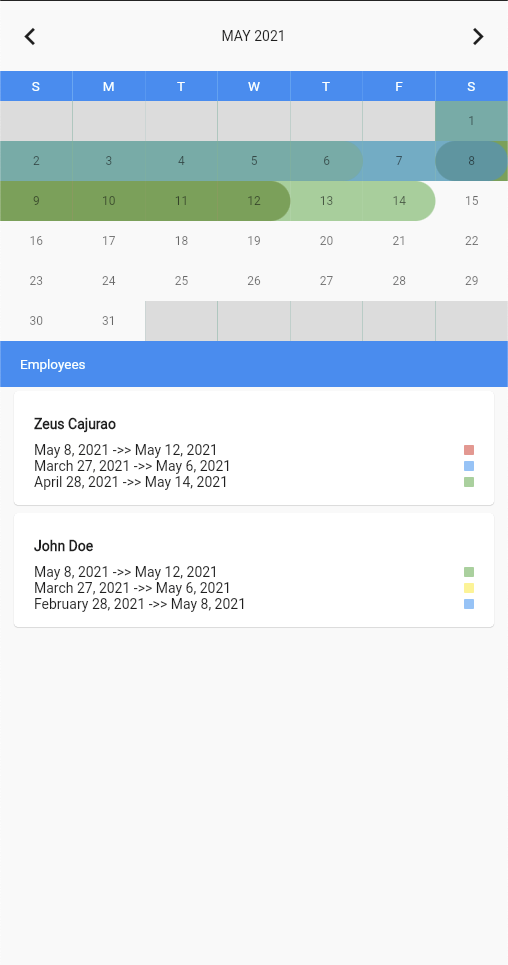 MAY 2021
S M T W T F S
1
2 3 4 5 6 7 8
9 10 11 12 13 14 15
16 17 18 19 20 21 22
23 24 25 26 27 28 29
30 31
Employees
Zeus Cajurao
May 8, 2021 ->> May 12, 2021
March 27, 2021 ->> May 6, 2021
April 28, 2021 ->> May 14, 2021
John Doe
May 8, 2021 ->> May 12, 2021
March 27, 2021 ->> May 6, 2021
February 28, 2021 ->> May 8, 2021